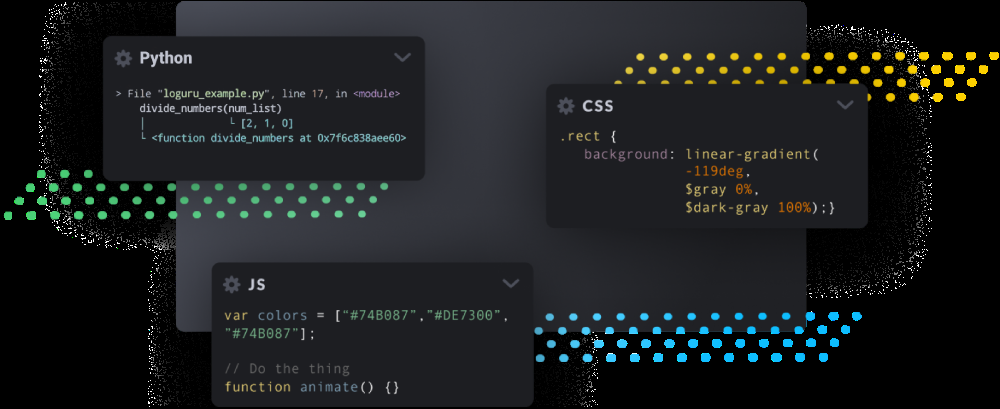 Python
> File "loguru_example.py", line 17, in <module>
divide_numbers(num_list)
│ └ [2, 1, 0]
└ <function divide_numbers at 0x7f6c838aee60>
CSS
.rect {
background: linear-gradient(
-119deg,
$gray 0%,
$dark-gray 100%);}
JS
var colors = ["#74B087","#DE7300",
"#74B087"];
// Do the thing
function animate() {}